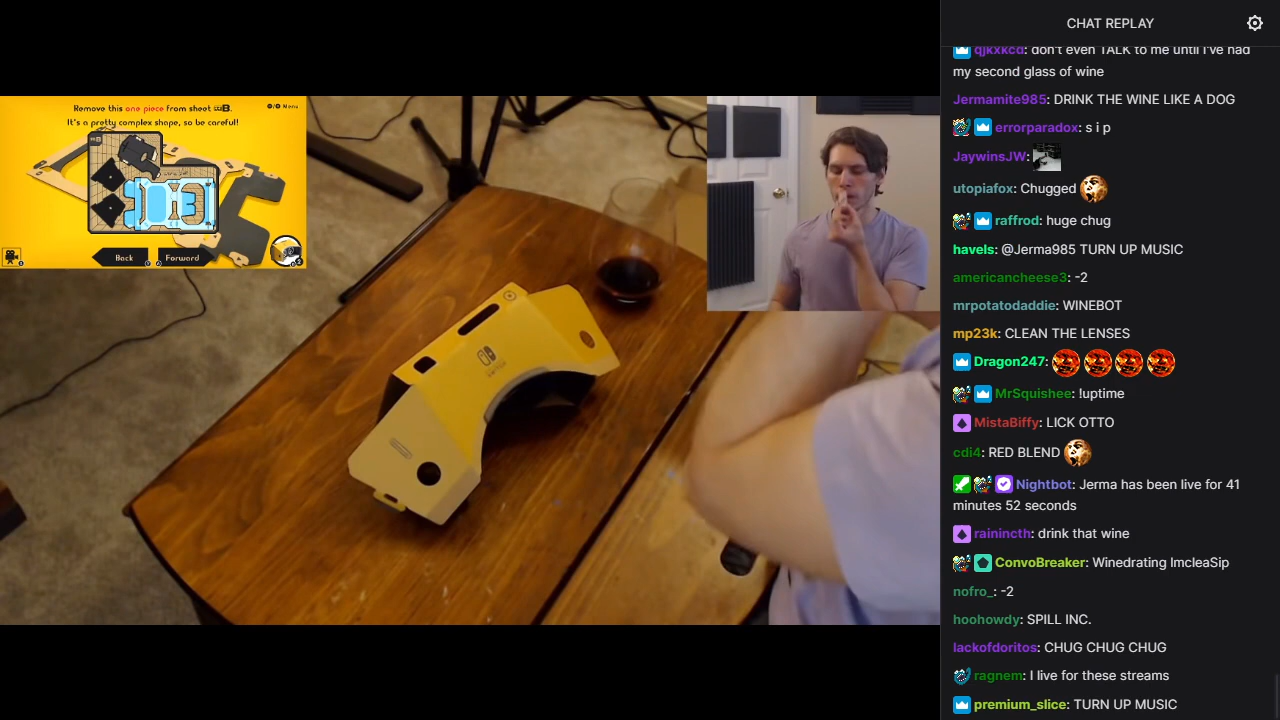 Remove this one piece from sheet B.
It's a pretty complex shape, so be careful!
Menu
Back
Forward
CHAT REPLAY
qjkxkcd: don't even TALK to me until I've had
my second glass of wine
Jermamite985: DRINK THE WINE LIKE A DOG
errorparadox: s i p
JaywinsJW:
utopiafox: Chugged
raffrod: huge chug
havels: @Jerma985 TURN UP MUSIC
americancheese3: -2
mrpotatodaddie: WINEBOT
mp23k: CLEAN THE LENSES
Dragon247:
MrSquishee: !uptime
MistaBiffy: LICK OTTO
cdi4: RED BLEND
Nightbot: Jerma has been live for 41
minutes 52 seconds
rainincth: drink that wine
ConvoBreaker: Winedrating ImcleaSip
nofro_: -2
hoohowdy: SPILL INC.
lackofdoritos: CHUG CHUG CHUG
ragnem: I live for these streams
premium_slice: TURN UP MUSIC